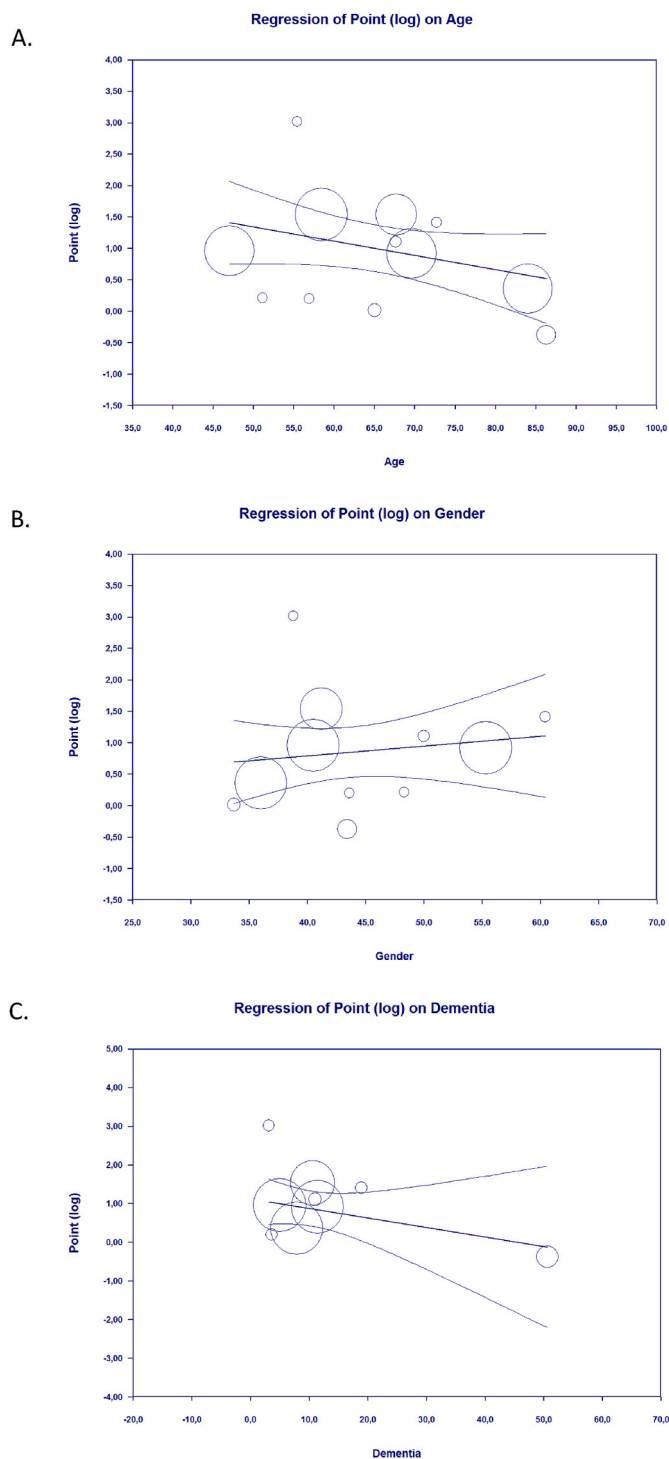 A.
Regression of Point (log) on Age
4,00
3,50
3,00
2,50
2,00
1,50
1,00
0,50
0,00
-0,50
-1,00
-1,50
Point (log)
35,0 40,0 45,0 50,0 55,0 60,0 65,0 70,0 75,0 80,0 85,0 90,0 95,0 100,0
Age
B.
Regression of Point (log) on Gender
4,00
3,50
3,00
2,50
2,00
1,50
1,00
0,50
0,00
-0,50
-1,00
-1,50
Point (log)
25,0 30,0 35,0 40,0 45,0 50,0 55,0 60,0 65,0 70,0
Gender
C.
Regression of Point (log) on Dementia
5,00
4,00
3,00
2,00
1,00
0,00
-1,00
-2,00
-3,00
-4,00
Point (log)
-20,0 -10,0 0,0 10,0 20,0 30,0 40,0 50,0 60,0 70,0
Dementia